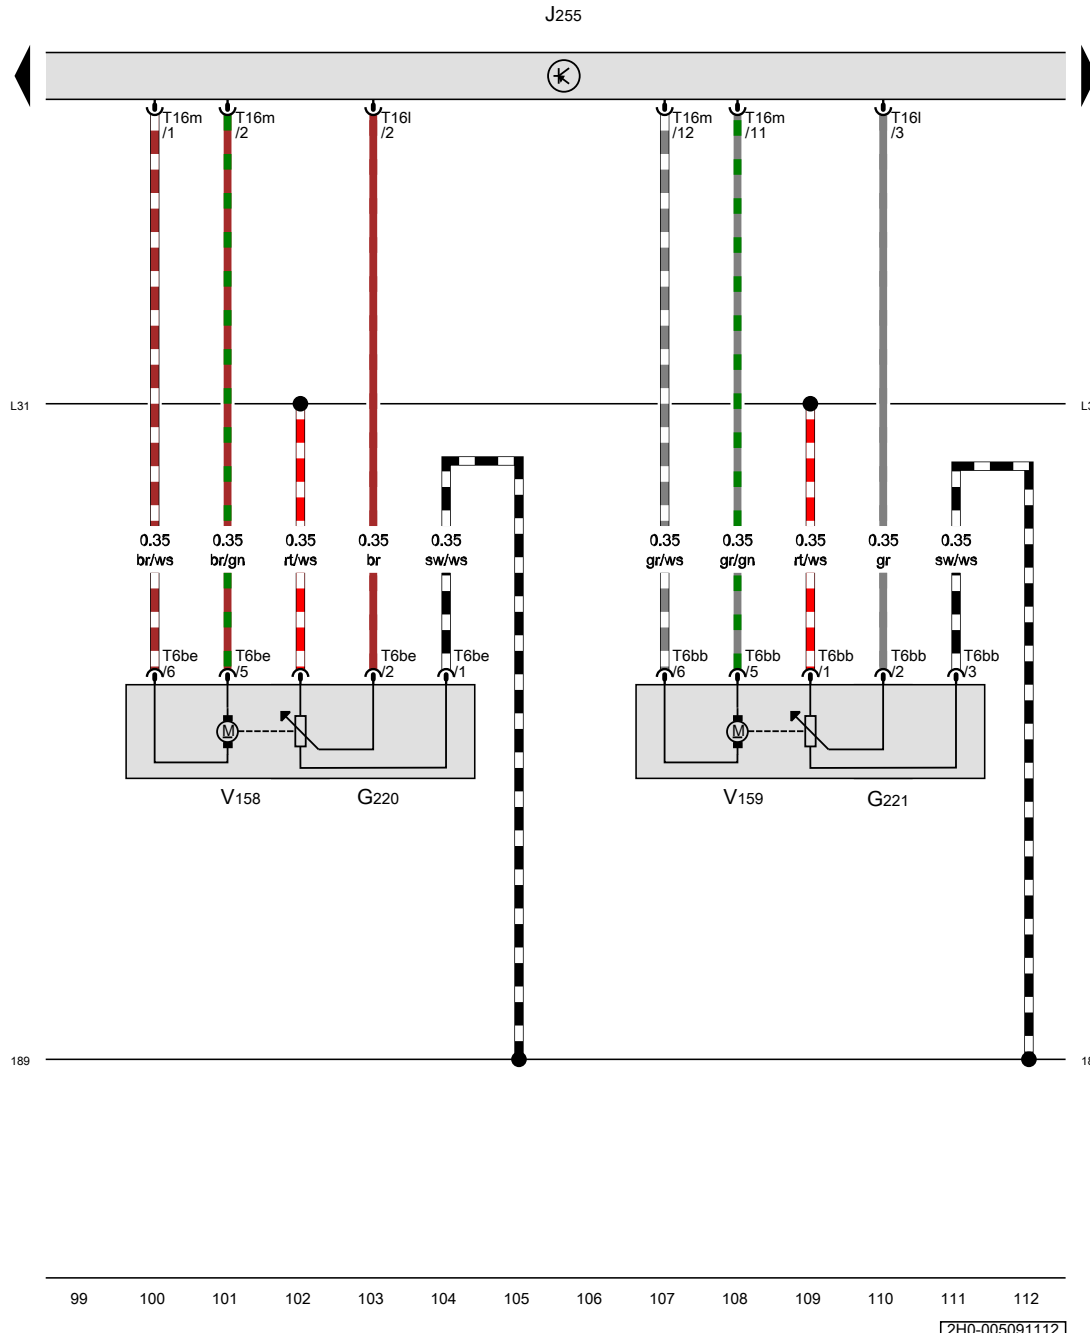 J255
T16m /1
T16m /2
T16l /2
T16m /12
T16m /11
T16l /3
L31
0.35 br/ws
0.35 br/gn
0.35 rt/ws
0.35 br
0.35 sw/ws
0.35 gr/ws
0.35 gr/gn
0.35 rt/ws
0.35 gr
0.35 sw/ws
T6be /6
T6be /5
T6be /2
T6be /1
T6bb /6
T6bb /5
T6bb /1
T6bb /2
T6bb /3
M
M
V158
G220
V159
G221
189
99 100 101 102 103 104 105 106 107 108 109 110 111 112
2H0-005091112